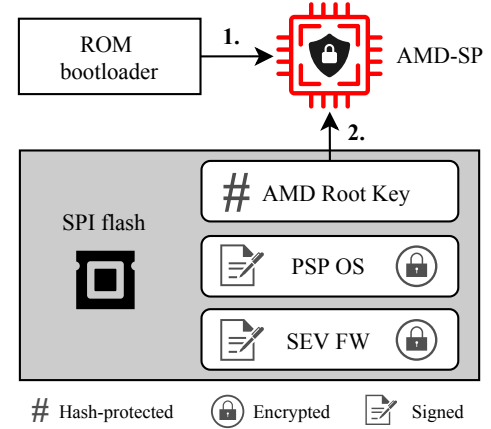 ROM
bootloader
1.
AMD-SP
2.
SPI flash
# AMD Root Key
PSP OS
SEV FW
# Hash-protected
Encrypted
Signed